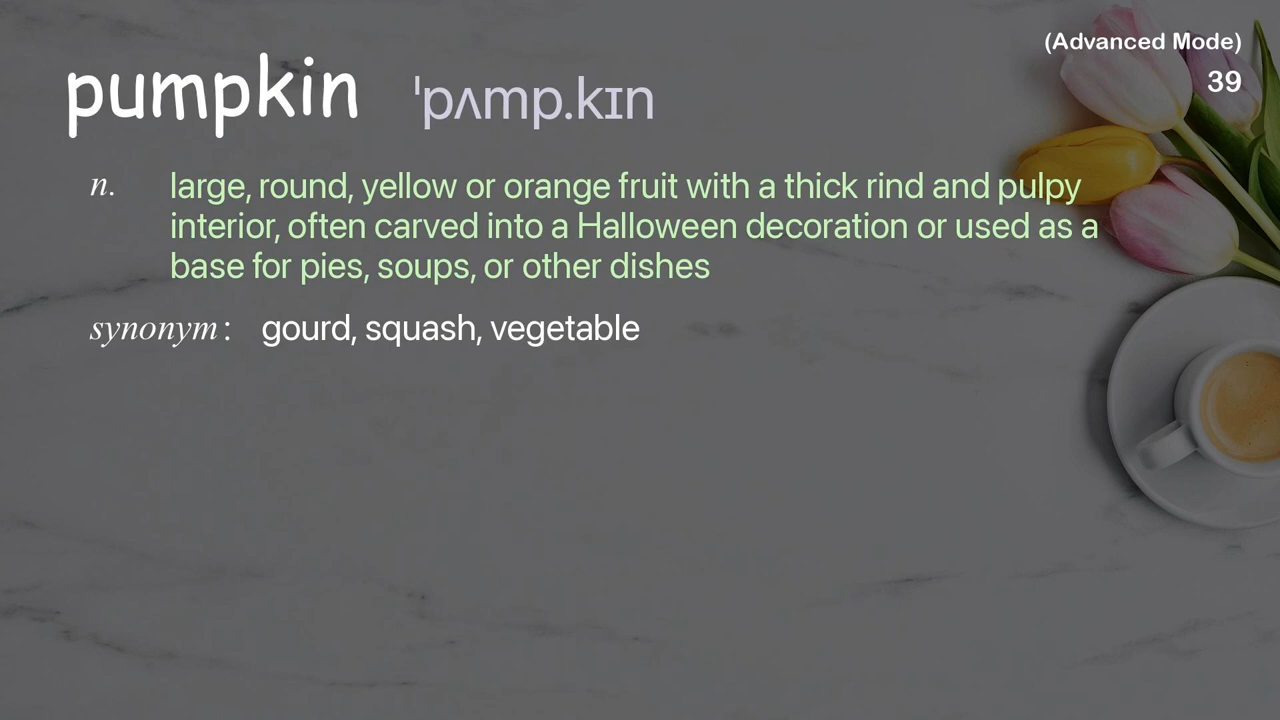 (Advanced Mode)
39
pumpkin ˈpʌmp.kɪn
n. large, round, yellow or orange fruit with a thick rind and pulpy
interior, often carved into a Halloween decoration or used as a
base for pies, soups, or other dishes
synonym: gourd, squash, vegetable